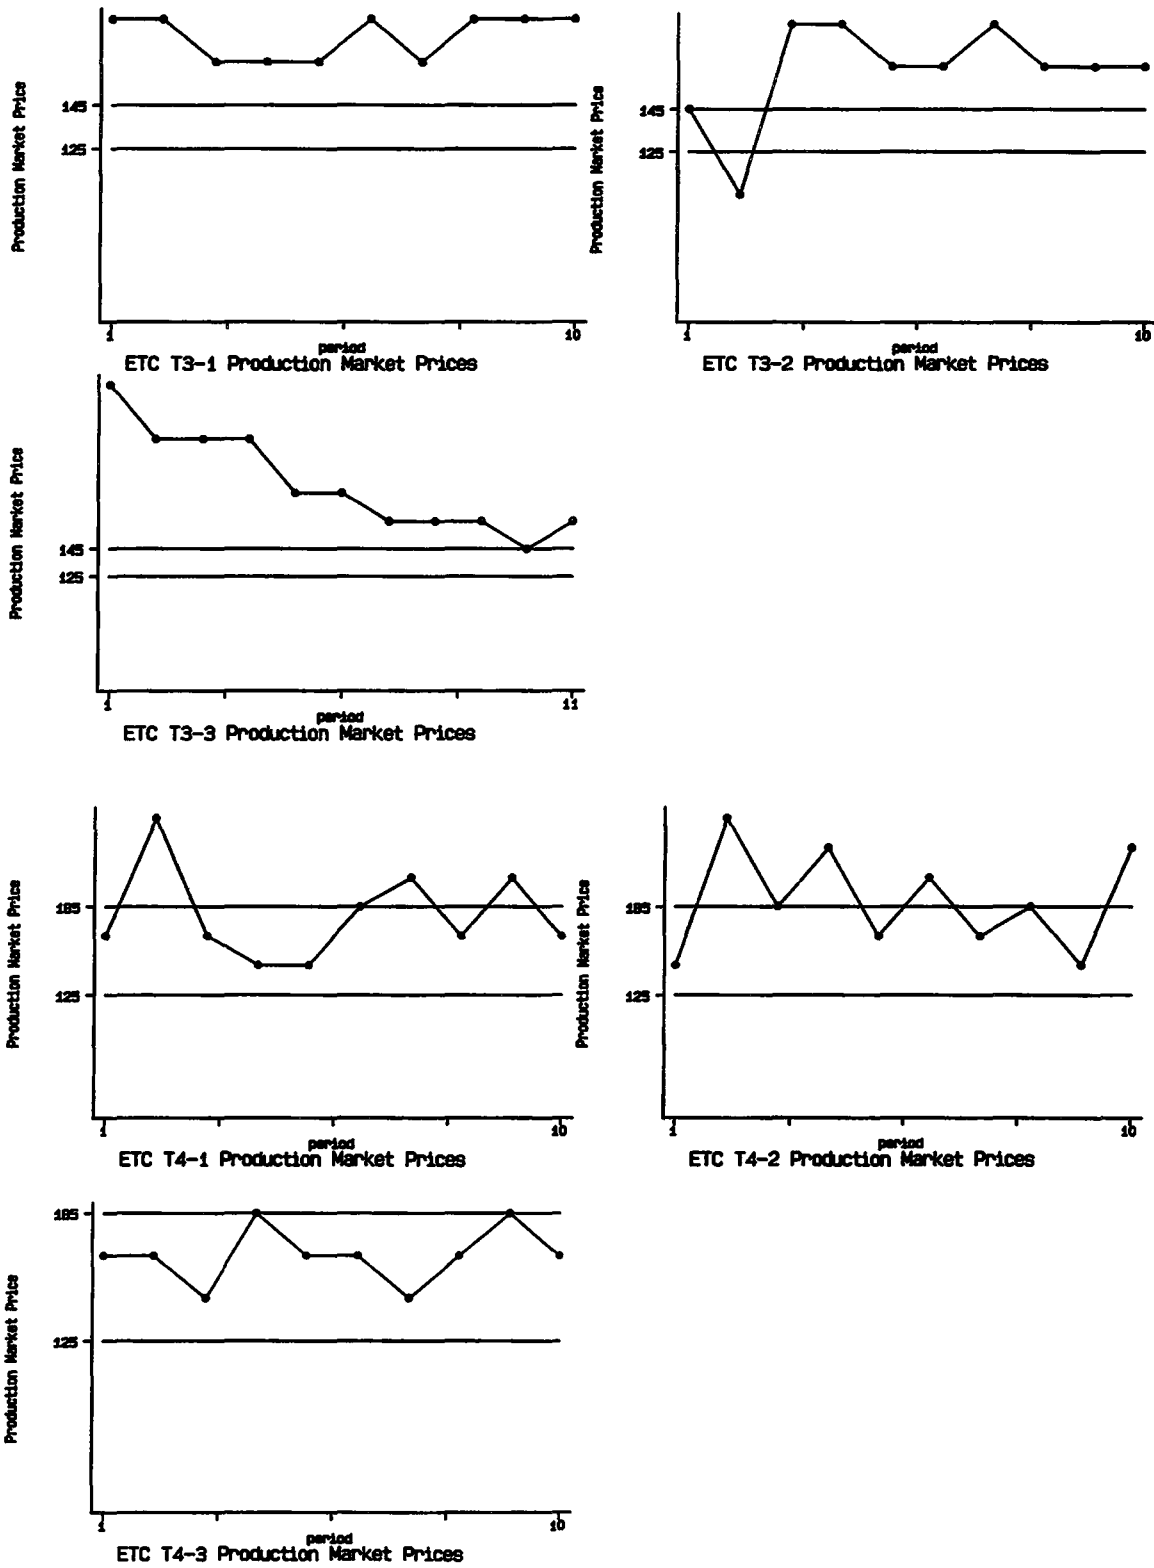 Production Market Price
145
125
1
10
period
ETC T3-1 Production Market Prices
Production Market Price
145
125
1
10
period
ETC T3-2 Production Market Prices
Production Market Price
145
125
1
11
period
ETC T3-3 Production Market Prices
Production Market Price
185
125
1
10
period
ETC T4-1 Production Market Prices
Production Market Price
185
125
1
10
period
ETC T4-2 Production Market Prices
Production Market Price
185
125
1
10
period
ETC T4-3 Production Market Prices